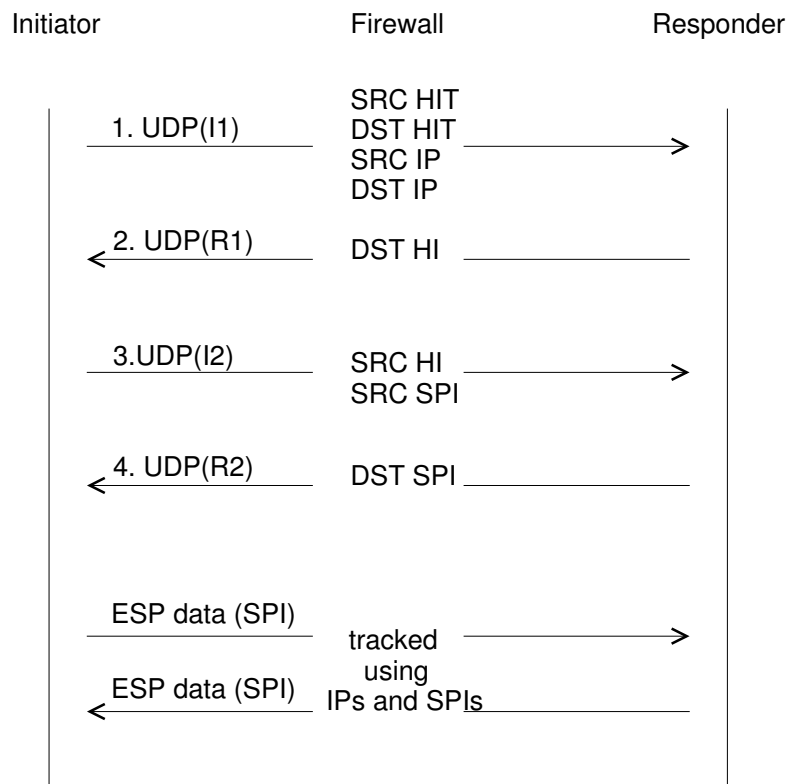 Initiator
Firewall
Responder
1. UDP(I1)
SRC HIT
DST HIT
SRC IP
DST IP
2. UDP(R1)
DST HI
3.UDP(I2)
SRC HI
SRC SPI
4. UDP(R2)
DST SPI
ESP data (SPI)
tracked
using
IPs and SPIs
ESP data (SPI)